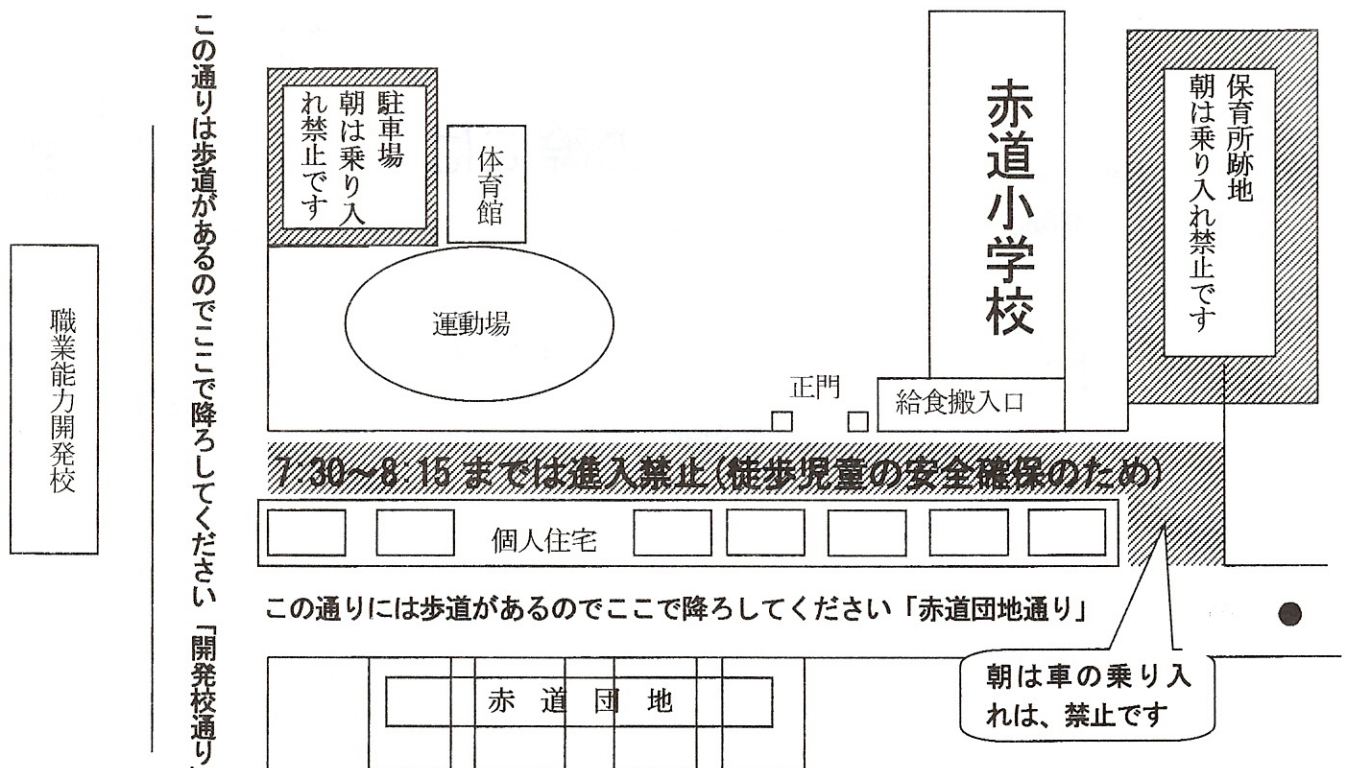 この通りは歩道があるのでここで降ろしてください「開発校通り
職業能力開発校
駐車場
朝は乗り入
れ禁止です
体育館
運動場
赤道小学校
保育所跡地
朝は乗り入れ禁止です
正門
給食搬入口
7:30～8:15 までは進入禁止(徒歩児童の安全確保のため)
個人住宅
この通りには歩道があるのでここで降ろしてください「赤道団地通り」
朝は車の乗り入
れは、禁止です
赤道団地